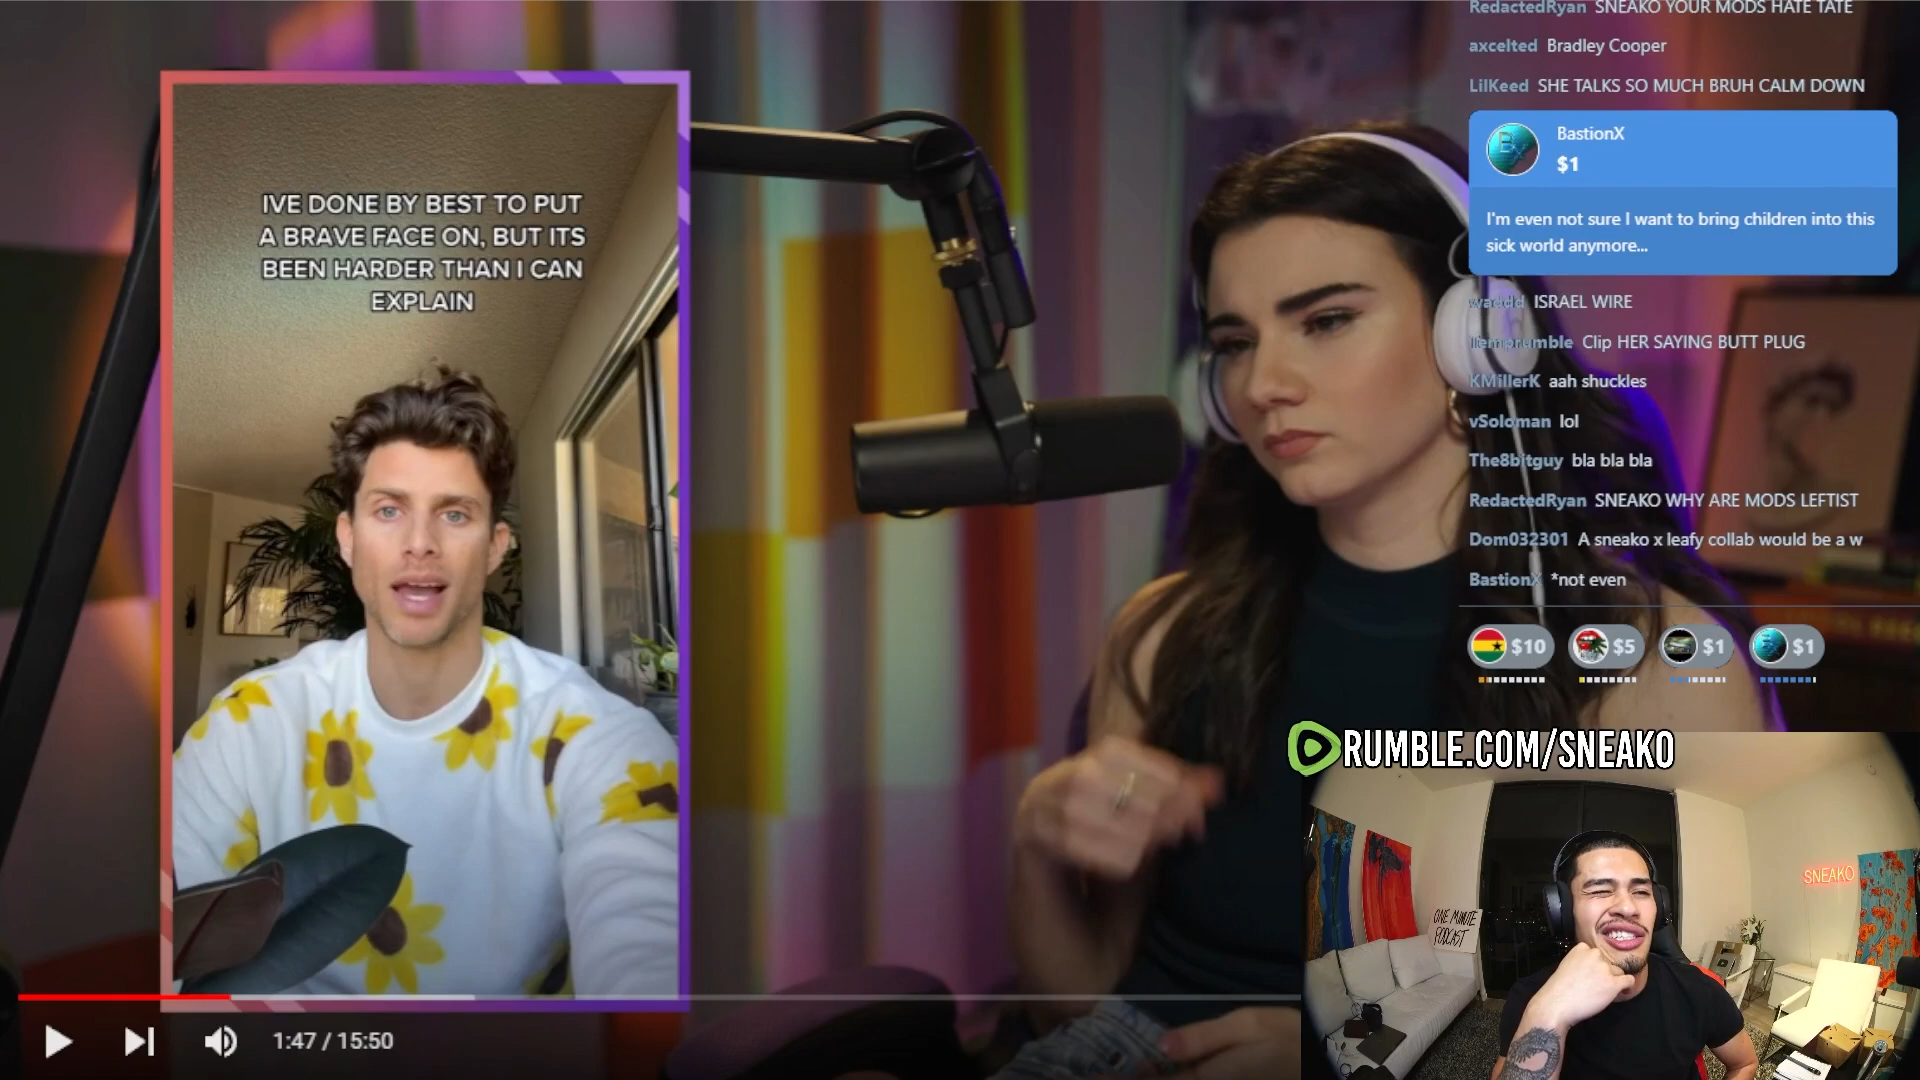 IVE DONE BY BEST TO PUT
A BRAVE FACE ON, BUT ITS
BEEN HARDER THAN I CAN
EXPLAIN
RedactedRyan SNEAKO YOUR MODS HATE TATE
axcelted Bradley Cooper
LilKeed SHE TALKS SO MUCH BRUH CALM DOWN
BastionX
$1
I'm even not sure I want to bring children into this
sick world anymore...
waddd ISRAEL WIRE
Temprumble Clip HER SAYING BUTT PLUG
KMillerK aah shuckles
vSoloman lol
The8bitguy bla bla bla
RedactedRyan SNEAKO WHY ARE MODS LEFTIST
Dom032301 A sneako x leafy collab would be a w
BastionX *not even
$10 $5 $1 $1
RUMBLE.COM/SNEAKO
SNEAKO
ONE MINUTE
PODCAST
1:47 / 15:50